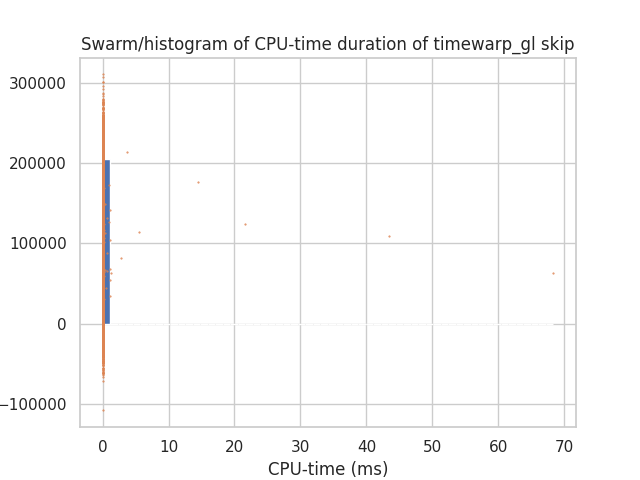 Swarm/histogram of CPU-time duration of timewarp_gl skip
300000
200000
100000
0
−100000
0 10 20 30 40 50 60 70
CPU-time (ms)